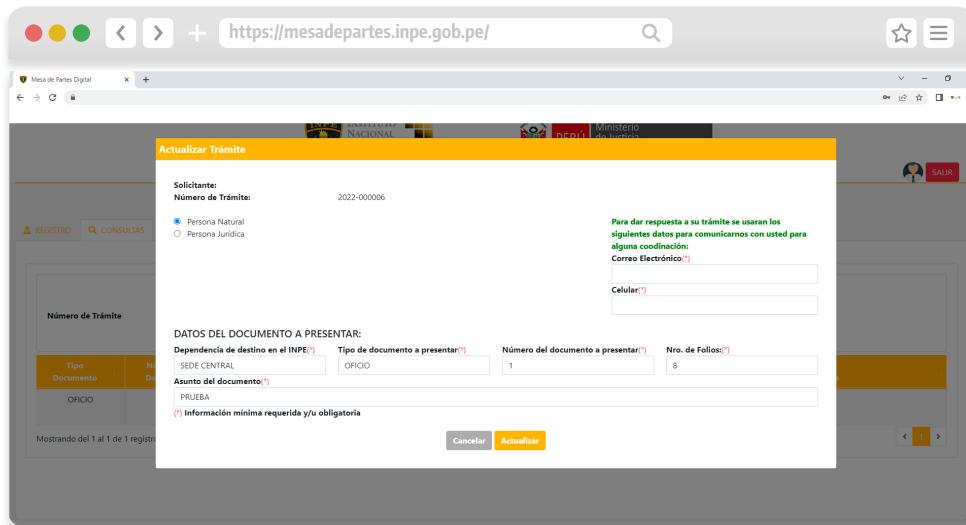 https://mesadepartes.inpe.gob.pe/
Mesa de Partes Digital
INPE
INSTITUTO
NACIONAL
PERÚ
Ministerio
de Justicia
Actualizar Trámite
SALIR
Solicitante:
Número de Trámite: 2022-000006
Persona Natural
Persona Jurídica
Para dar respuesta a su trámite se usaran los
siguientes datos para comunicarnos con usted para
alguna coodinación:
Correo Electrónico(*)
Celular(*)
REGISTRO CONSULTAS
Número de Trámite
DATOS DEL DOCUMENTO A PRESENTAR:
Dependencia de destino en el INPE(*) Tipo de documento a presentar(*) Número del documento a presentar(*) Nro. de Folios:(*)
SEDE CENTRAL OFICIO 1 8
Asunto del documento(*)
PRUEBA
(*) Información mínima requerida y/u obligatoria
Cancelar Actualizar
Tipo
Documento
OFICIO
Mostrando del 1 al 1 de 1 registro
1